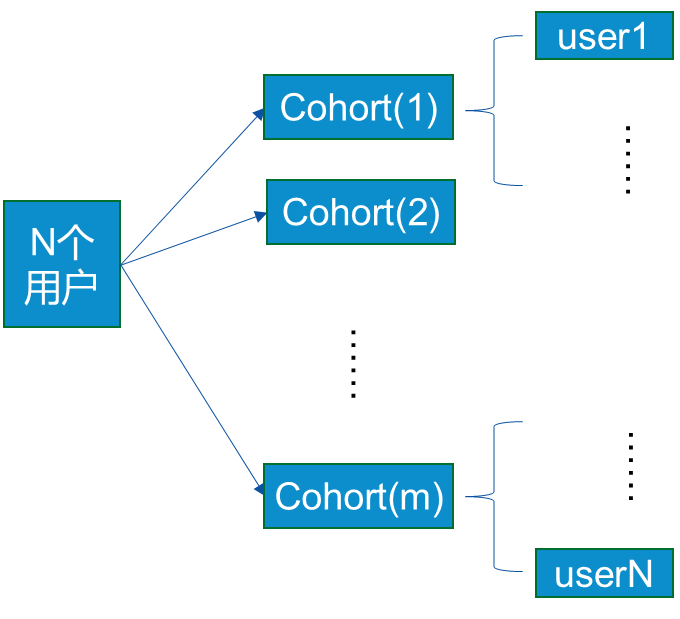 user1
Cohort(1)
Cohort(2)
N个
用户
Cohort(m)
userN